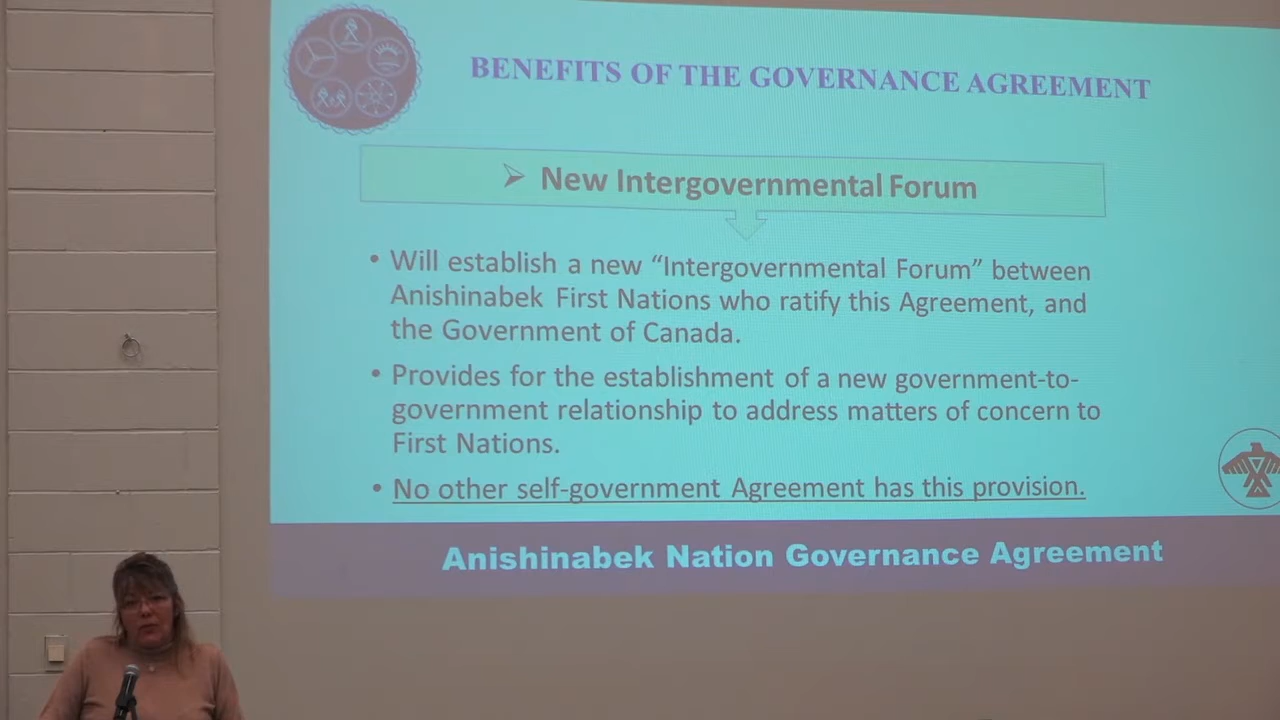 BENEFITS OF THE GOVERNANCE AGREEMENT
➢ New Intergovernmental Forum
• Will establish a new “Intergovernmental Forum” between
Anishinabek First Nations who ratify this Agreement, and
the Government of Canada.
• Provides for the establishment of a new government-to-
government relationship to address matters of concern to
First Nations.
• No other self-government Agreement has this provision.
Anishinabek Nation Governance Agreement